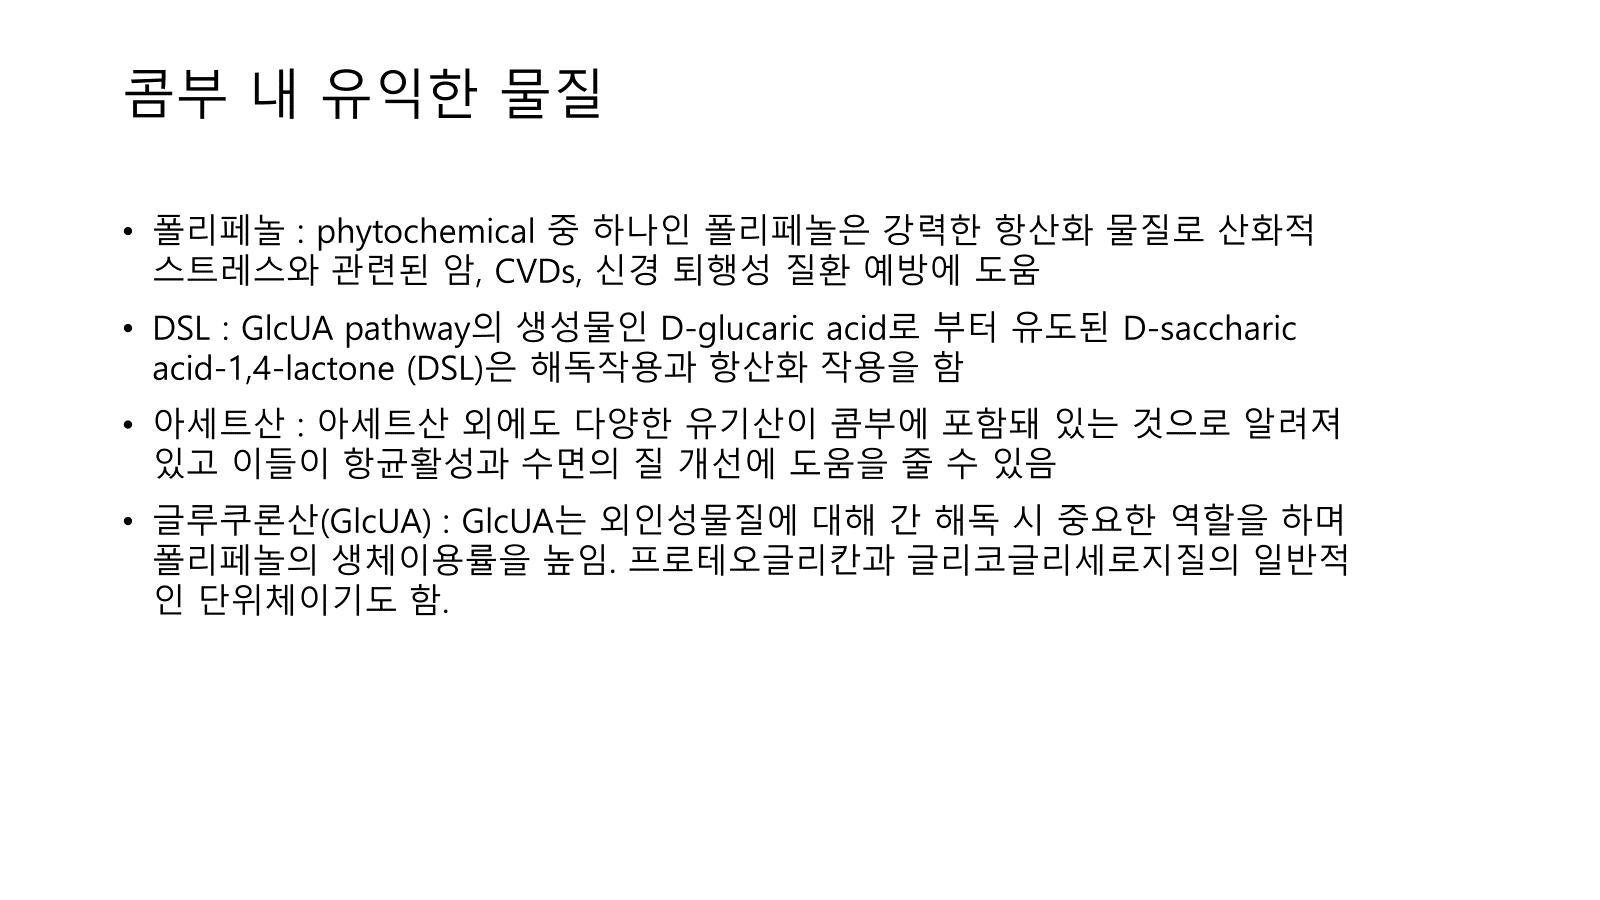 콤부 내 유익한 물질
• 폴리페놀 : phytochemical 중 하나인 폴리페놀은 강력한 항산화 물질로 산화적
스트레스와 관련된 암, CVDs, 신경 퇴행성 질환 예방에 도움
• DSL : GlcUA pathway의 생성물인 D-glucaric acid로 부터 유도된 D-saccharic
acid-1,4-lactone (DSL)은 해독작용과 항산화 작용을 함
• 아세트산 : 아세트산 외에도 다양한 유기산이 콤부에 포함돼 있는 것으로 알려져
있고 이들이 항균활성과 수면의 질 개선에 도움을 줄 수 있음
• 글루쿠론산(GlcUA) : GlcUA는 외인성물질에 대해 간 해독 시 중요한 역할을 하며
폴리페놀의 생체이용률을 높임. 프로테오글리칸과 글리코글리세로지질의 일반적
인 단위체이기도 함.